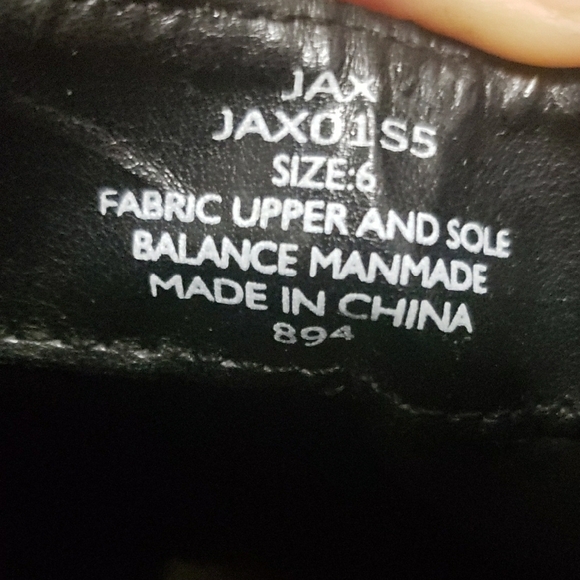 JAX
JAX01S5
SIZE:6
FABRIC UPPER AND SOLE
BALANCE MANMADE
MADE IN CHINA
894